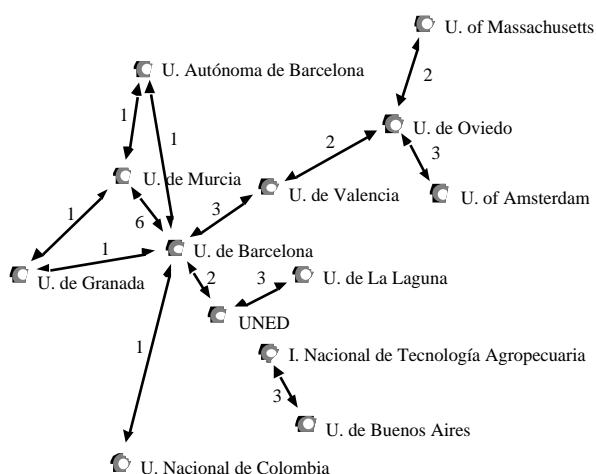 U. of Massachusetts
U. Autónoma de Barcelona
2
1
U. de Oviedo
1
2
3
U. de Murcia
U. de Valencia
U. of Amsterdam
1
6
3
1
U. de Barcelona
U. de Granada
2
3
U. de La Laguna
UNED
1
I. Nacional de Tecnología Agropecuaria
3
U. de Buenos Aires
U. Nacional de Colombia